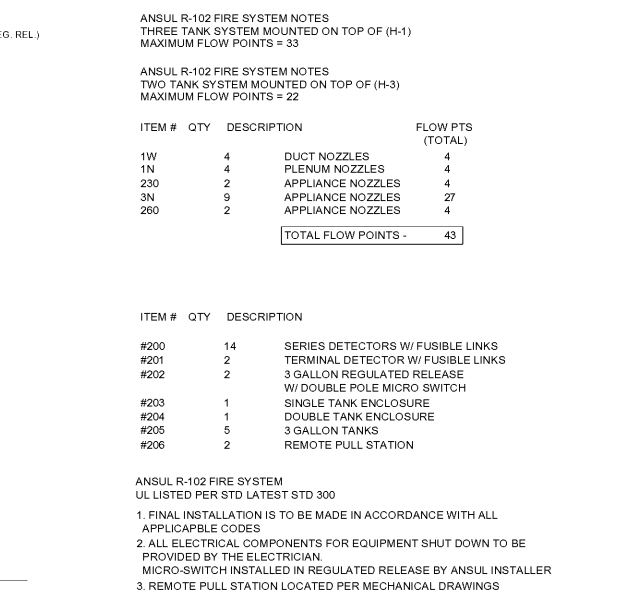 EG. REL.)
ANSUL R-102 FIRE SYSTEM NOTES
THREE TANK SYSTEM MOUNTED ON TOP OF (H-1)
MAXIMUM FLOW POINTS = 33
ANSUL R-102 FIRE SYSTEM NOTES
TWO TANK SYSTEM MOUNTED ON TOP OF (H-3)
MAXIMUM FLOW POINTS = 22
ITEM # QTY DESCRIPTION FLOW PTS
(TOTAL)
1W 4 DUCT NOZZLES 4
1N 4 PLENUM NOZZLES 4
230 2 APPLIANCE NOZZLES 4
3N 9 APPLIANCE NOZZLES 27
260 2 APPLIANCE NOZZLES 4
TOTAL FLOW POINTS - 43
ITEM # QTY DESCRIPTION
#200 14 SERIES DETECTORS W/ FUSIBLE LINKS
#201 2 TERMINAL DETECTOR W/ FUSIBLE LINKS
#202 2 3 GALLON REGULATED RELEASE
W/ DOUBLE POLE MICRO SWITCH
#203 1 SINGLE TANK ENCLOSURE
#204 1 DOUBLE TANK ENCLOSURE
#205 5 3 GALLON TANKS
#206 2 REMOTE PULL STATION
ANSUL R-102 FIRE SYSTEM
UL LISTED PER STD LATEST STD 300
1. FINAL INSTALLATION IS TO BE MADE IN ACCORDANCE WITH ALL
APPLICAPBLE CODES
2. ALL ELECTRICAL COMPONENTS FOR EQUIPMENT SHUT DOWN TO BE
PROVIDED BY THE ELECTRICIAN.
MICRO-SWITCH INSTALLED IN REGULATED RELEASE BY ANSUL INSTALLER
3. REMOTE PULL STATION LOCATED PER MECHANICAL DRAWINGS